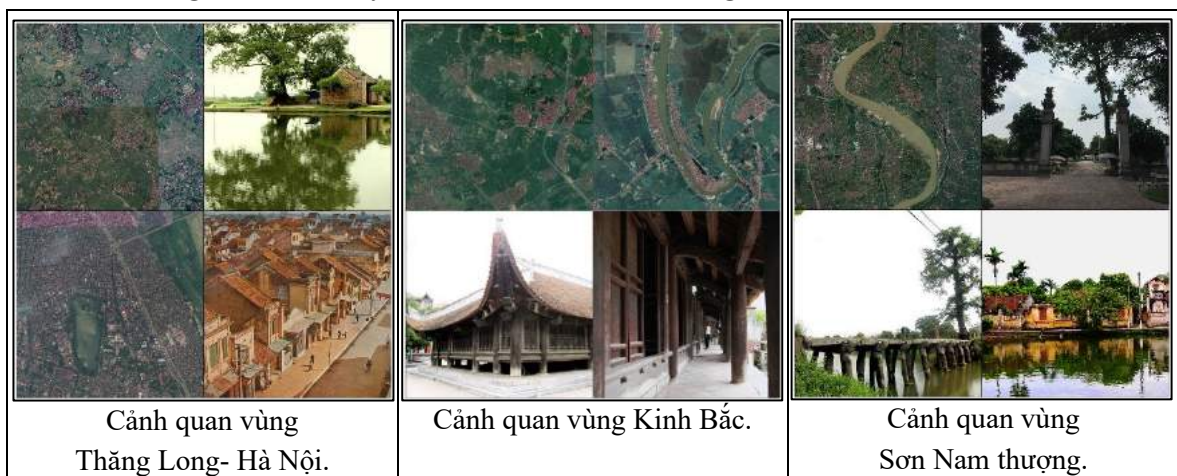 Cảnh quan vùng
Thăng Long- Hà Nội.
Cảnh quan vùng Kinh Bắc.
Cảnh quan vùng
Sơn Nam thượng.